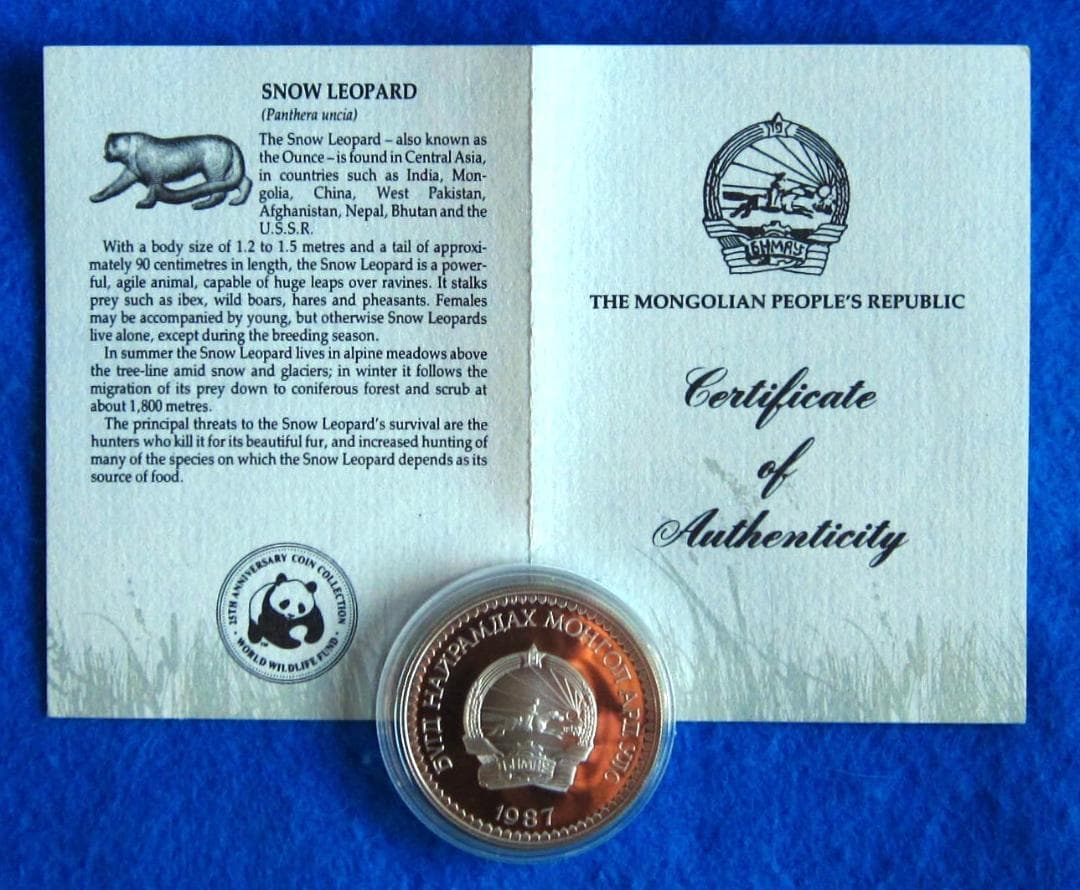 SNOW LEOPARD
(Panthera uncia)
The Snow Leopard – also known as
the Ounce – is found in Central Asia,
in countries such as India, Mon-
golia, China, West Pakistan,
Afghanistan, Nepal, Bhutan and the
U.S.S.R.
With a body size of 1.2 to 1.5 metres and a tail of approxi-
mately 90 centimetres in length, the Snow Leopard is a power-
ful, agile animal, capable of huge leaps over ravines. It stalks
prey such as ibex, wild boars, hares and pheasants. Females
may be accompanied by young, but otherwise Snow Leopards
live alone, except during the breeding season.
In summer the Snow Leopard lives in alpine meadows above
the tree-line amid snow and glaciers; in winter it follows the
migration of its prey down to coniferous forest and scrub at
about 1,800 metres.
The principal threats to the Snow Leopard's survival are the
hunters who kill it for its beautiful fur, and increased hunting of
many of the species on which the Snow Leopard depends as its
source of food.
25TH ANNIVERSARY COIN COLLECTION
WORLD WILDLIFE FUND
БНМАУ
THE MONGOLIAN PEOPLE'S REPUBLIC
Certificate
of
Authenticity
БҮГД НАЙРАМДАХ МОНГОЛ АРД УЛС
БНМАУ
1987